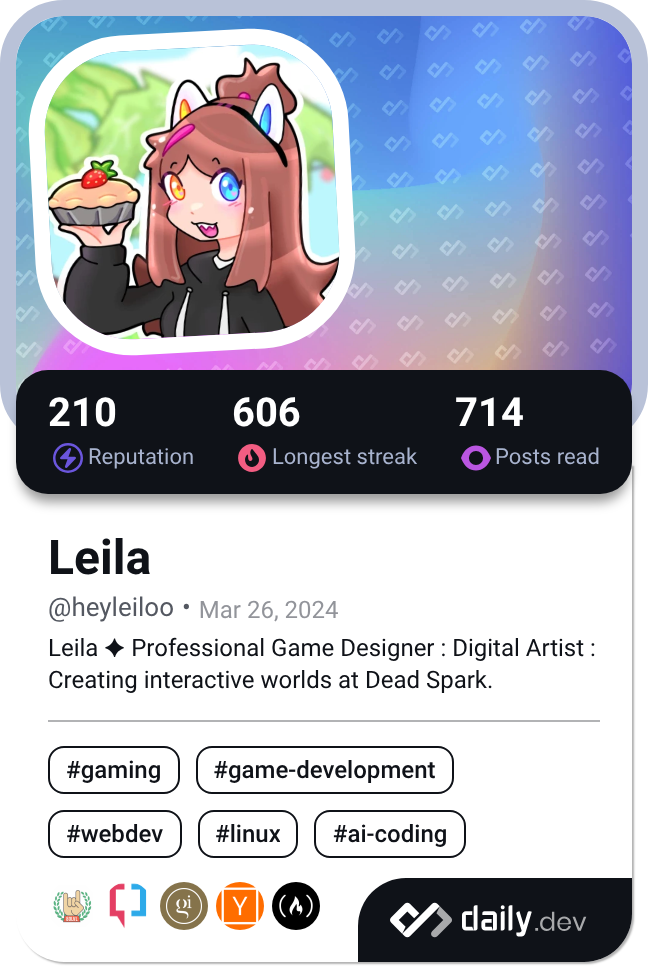 210 606 714
Reputation Longest streak Posts read
Leila
@heyleiloo • Mar 26, 2024
Leila ✦ Professional Game Designer : Digital Artist :
Creating interactive worlds at Dead Spark.
#gaming #game-development
#webdev #linux #ai-coding
gi Y
daily.dev